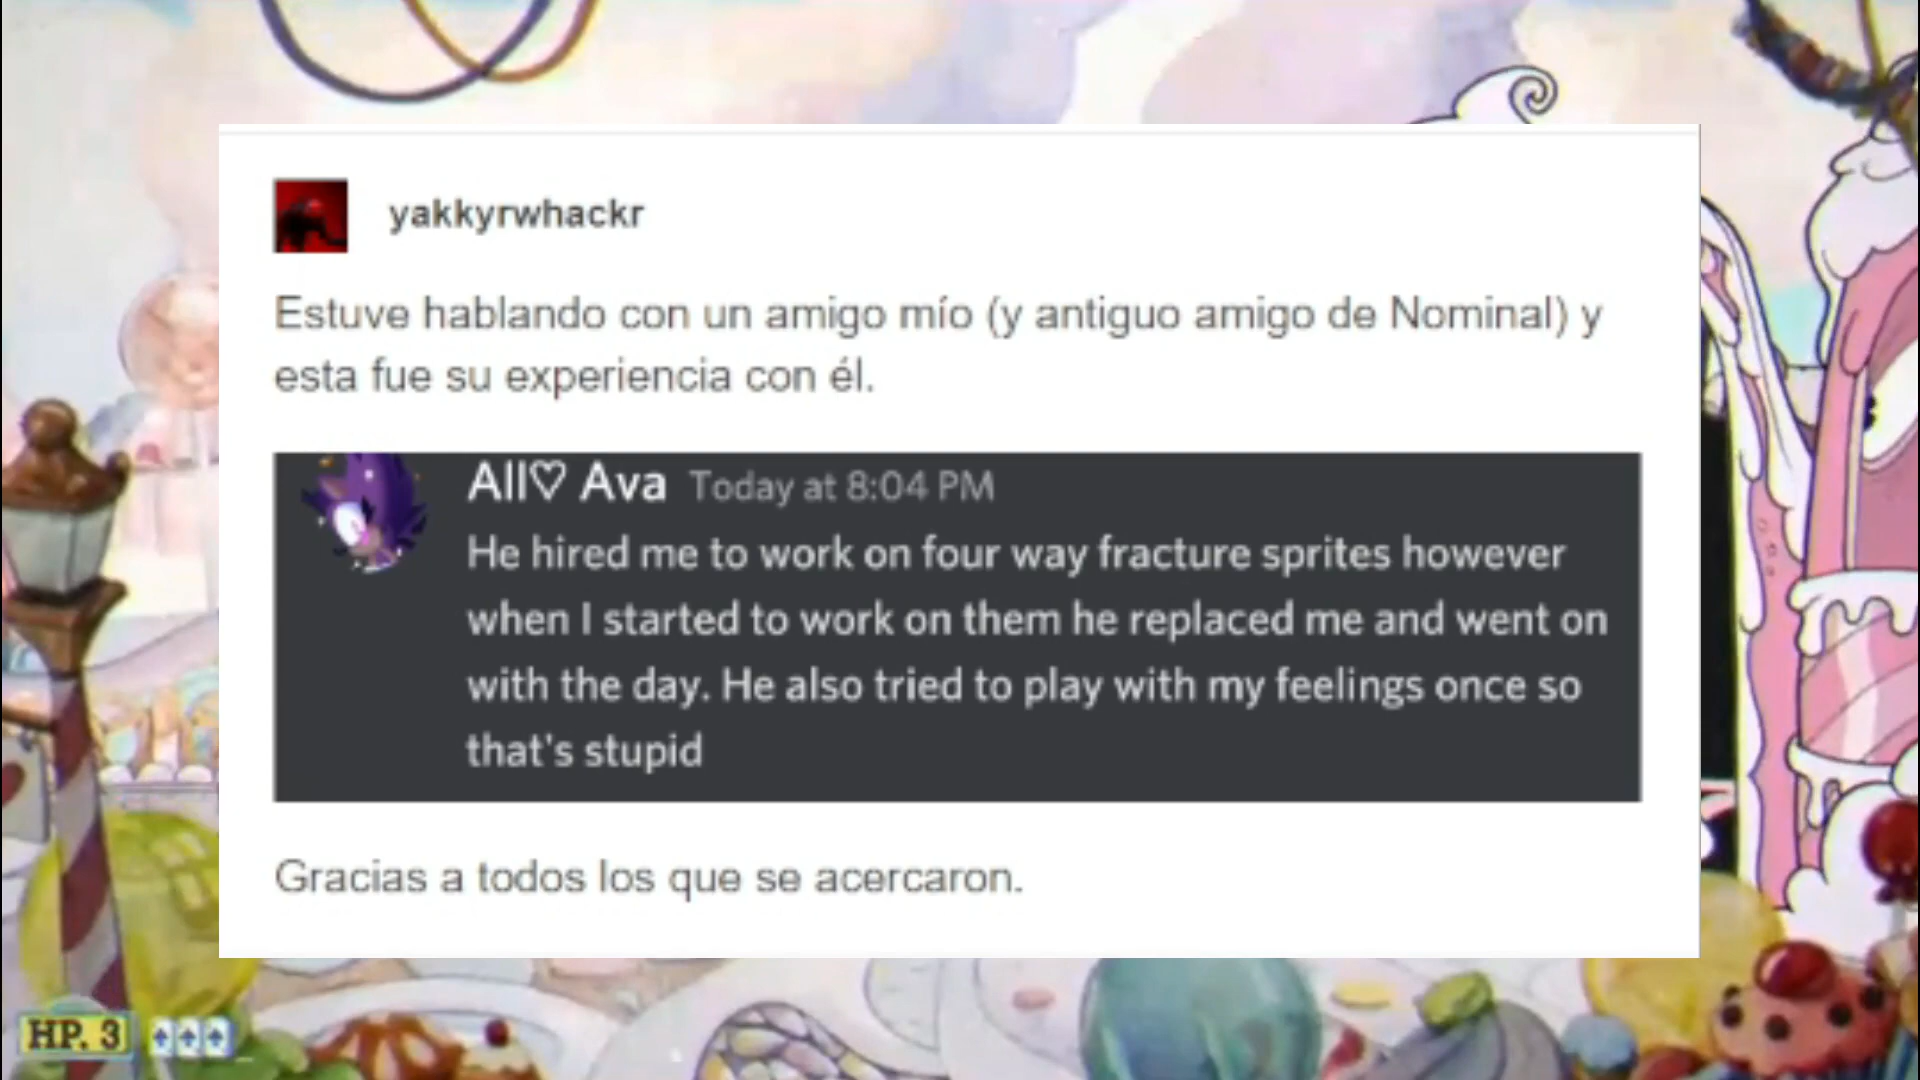 yakkyrwhackr
Estuve hablando con un amigo mío (y antiguo amigo de Nominal) y
esta fue su experiencia con él.
All♡ Ava Today at 8:04 PM
He hired me to work on four way fracture sprites however
when I started to work on them he replaced me and went on
with the day. He also tried to play with my feelings once so
that's stupid
Gracias a todos los que se acercaron.
HP. 3